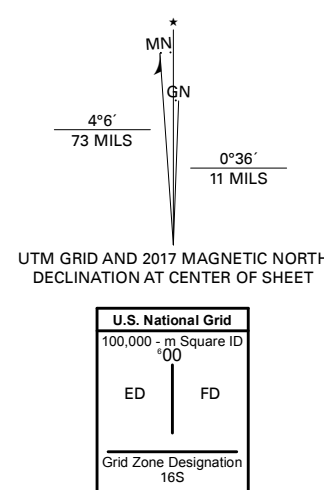 ★
MN
GN
4°6´
73 MILS
0°36´
11 MILS
UTM GRID AND 2017 MAGNETIC NORTH
DECLINATION AT CENTER OF SHEET
U.S. National Grid
100,000 - m Square ID
⁶00
ED FD
Grid Zone Designation
16S